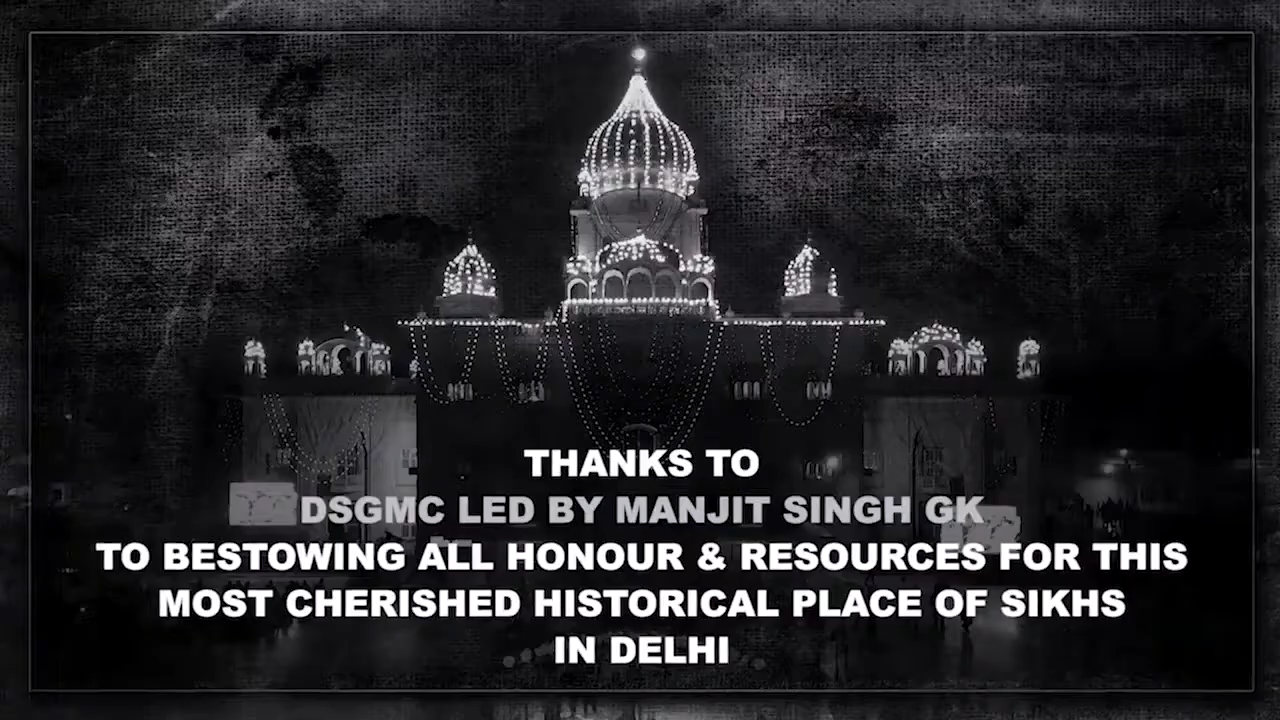 THANKS TO
DSGMC LED BY MANJIT SINGH GK
TO BESTOWING ALL HONOUR & RESOURCES FOR THIS
MOST CHERISHED HISTORICAL PLACE OF SIKHS
IN DELHI